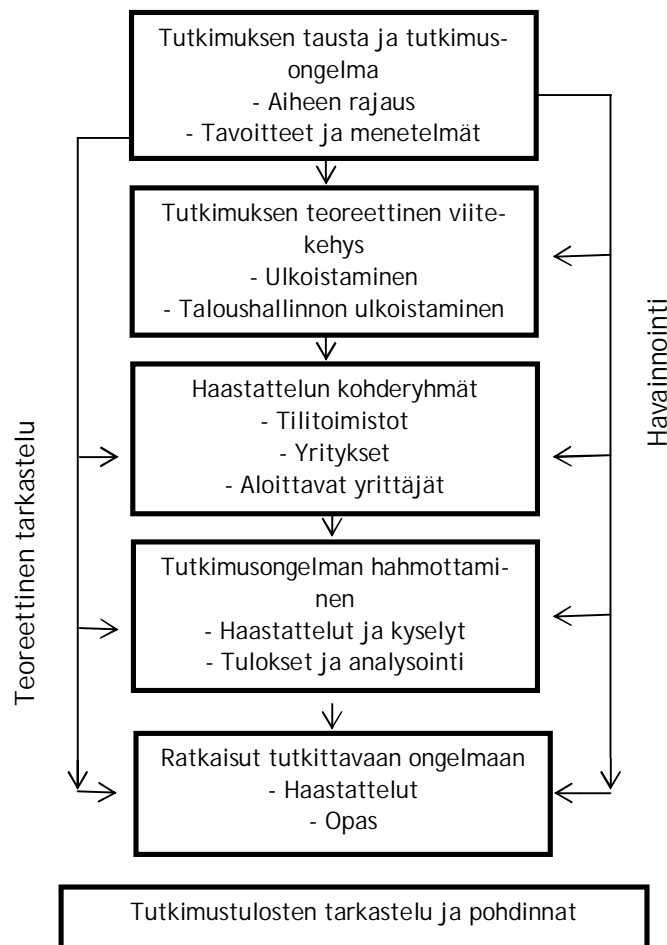 Tutkimuksen tausta ja tutkimus-
ongelma
- Aiheen rajaus
- Tavoitteet ja menetelmät
Tutkimuksen teoreettinen viite-
kehys
- Ulkoistaminen
- Taloushallinnon ulkoistaminen
Haastattelun kohderyhmät
- Tilitoimistot
- Yritykset
- Aloittavat yrittäjät
Tutkimusongelman hahmottami-
nen
- Haastattelut ja kyselyt
- Tulokset ja analysointi
Ratkaisut tutkittavaan ongelmaan
- Haastattelut
- Opas
Tutkimustulosten tarkastelu ja pohdinnat
Teoreettinen tarkastelu
Havainnointi